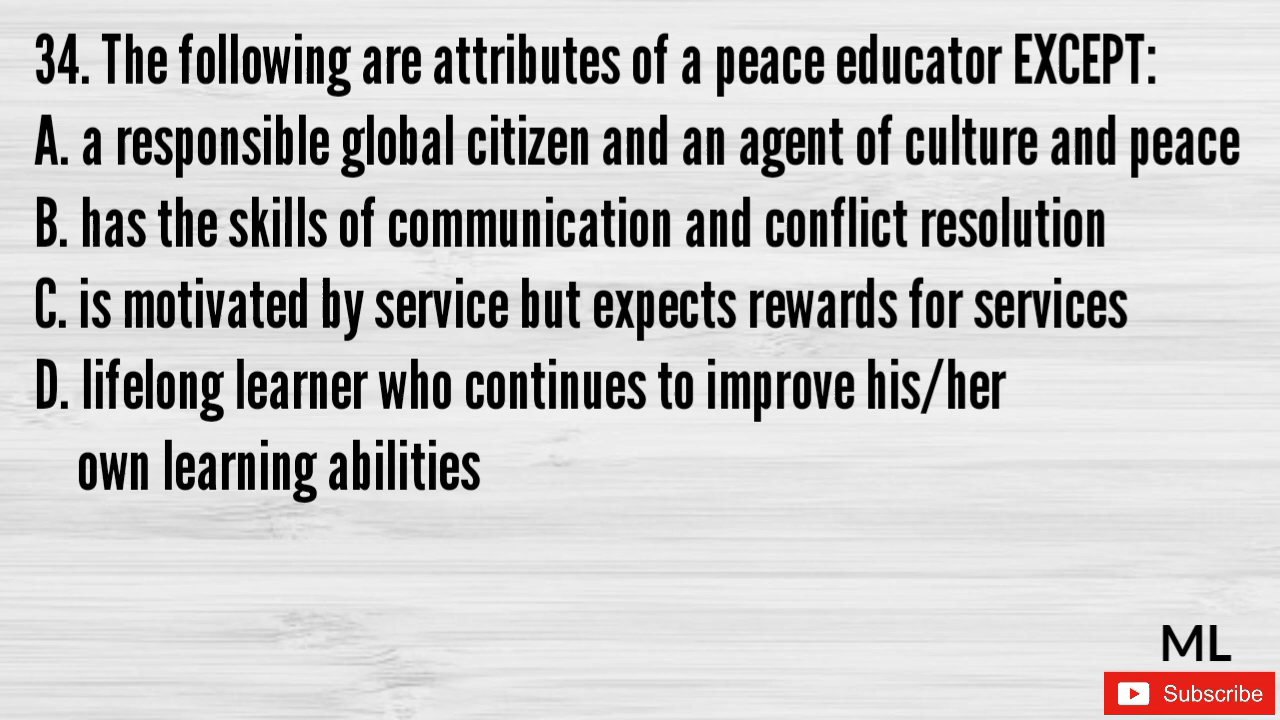 34. The following are attributes of a peace educator EXCEPT:
A. a responsible global citizen and an agent of culture and peace
B. has the skills of communication and conflict resolution
C. is motivated by service but expects rewards for services
D. lifelong learner who continues to improve his/her
own learning abilities
ML
Subscribe